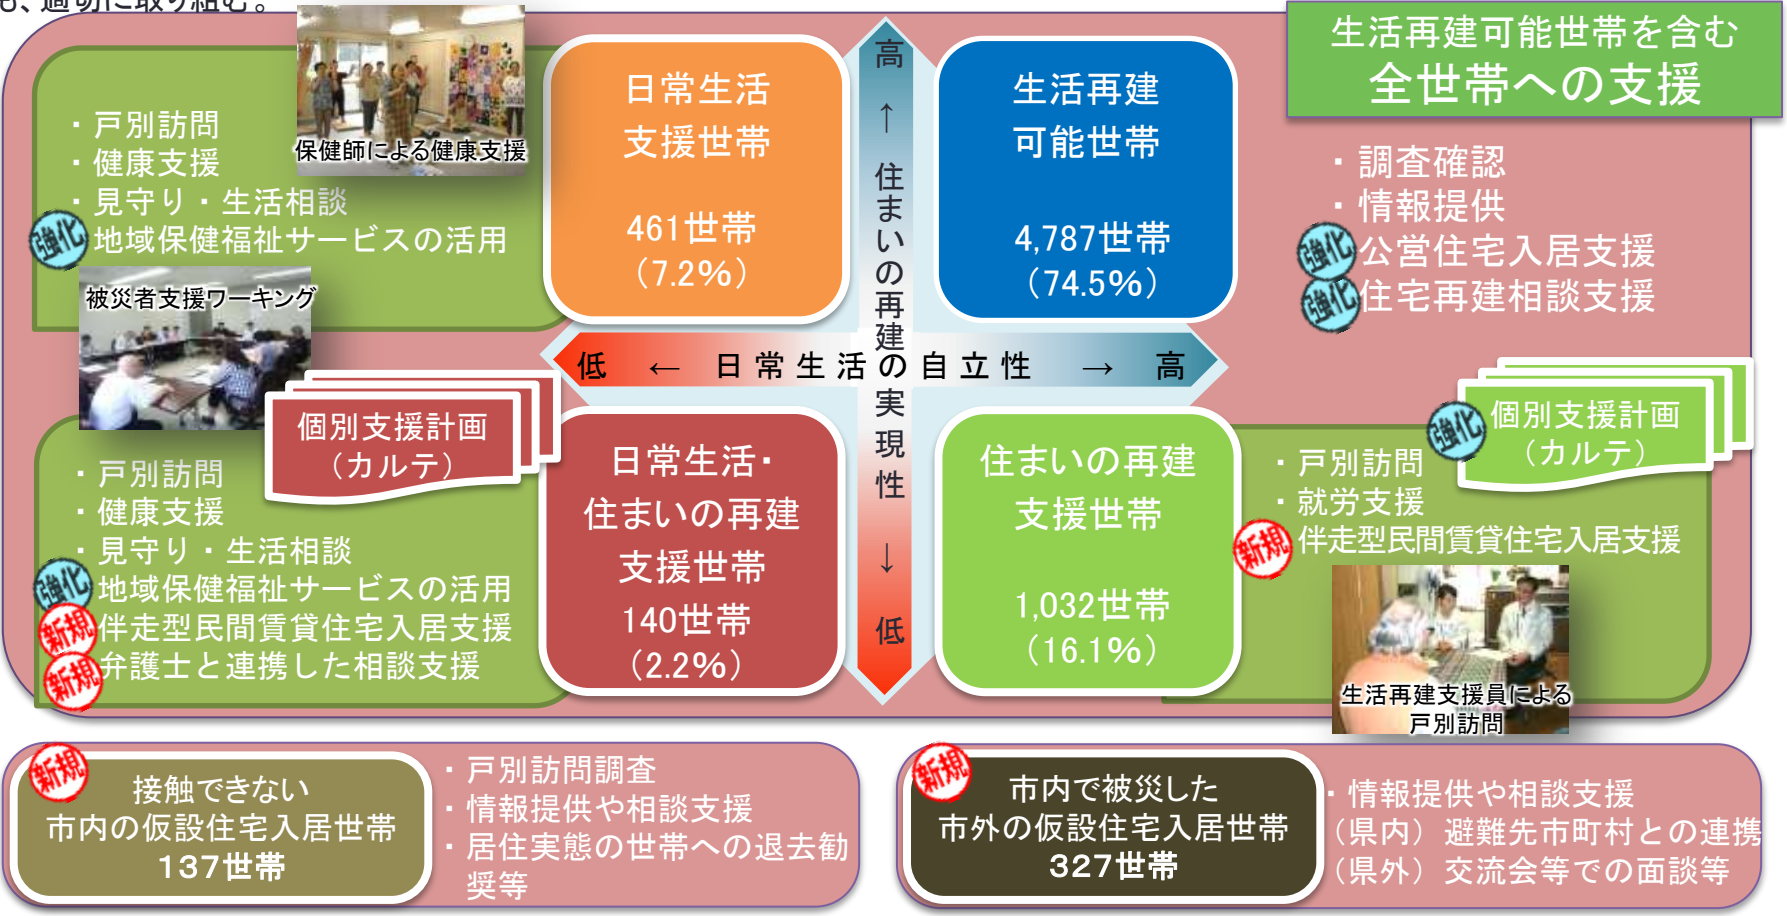 も、適切に取り組む。
生活再建可能世帯を含む
全世帯への支援
・戸別訪問
・健康支援
・見守り・生活相談
強化 地域保健福祉サービスの活用
保健師による健康支援
被災者支援ワーキング
日常生活
支援世帯
461世帯
（7.2％）
生活再建
可能世帯
4,787世帯
（74.5％）
・調査確認
・情報提供
強化 公営住宅入居支援
強化 住宅再建相談支援
高 ↑ 住まいの再建の実現性 ↓ 低
低 ← 日常生活の自立性 → 高
個別支援計画
（カルテ）
・戸別訪問
・健康支援
・見守り・生活相談
強化 地域保健福祉サービスの活用
新規 伴走型民間賃貸住宅入居支援
新規 弁護士と連携した相談支援
日常生活・
住まいの再建
支援世帯
140世帯
（2.2％）
住まいの再建
支援世帯
1,032世帯
（16.1％）
強化 個別支援計画
（カルテ）
・戸別訪問
・就労支援
新規 伴走型民間賃貸住宅入居支援
生活再建支援員による
戸別訪問
新規
接触できない
市内の仮設住宅入居世帯
137世帯
・戸別訪問調査
・情報提供や相談支援
・居住実態の世帯への退去勧
奨等
新規
市内で被災した
市外の仮設住宅入居世帯
327世帯
・情報提供や相談支援
（県内）避難先市町村との連携
（県外）交流会等での面談等